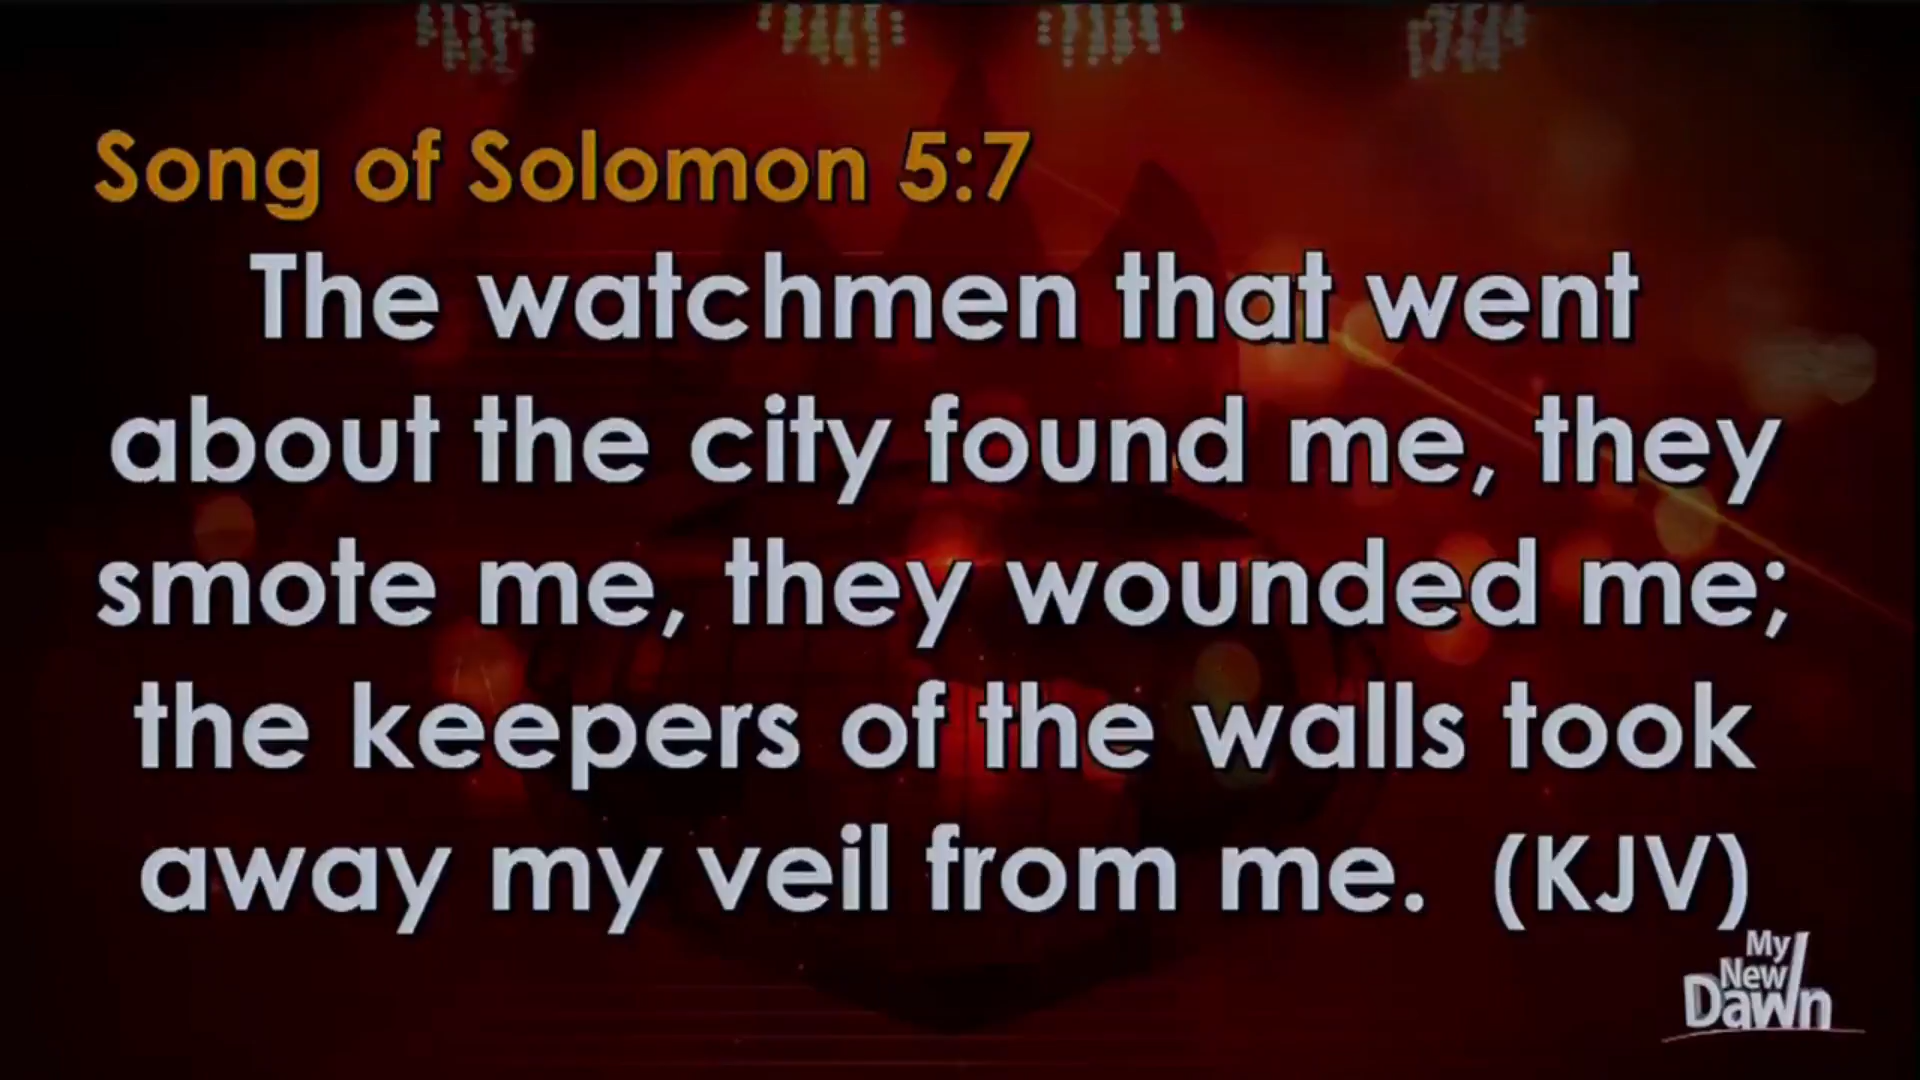 Song of Solomon 5:7
The watchmen that went
about the city found me, they
smote me, they wounded me;
the keepers of the walls took
away my veil from me. (KJV)
My
New
Dawn